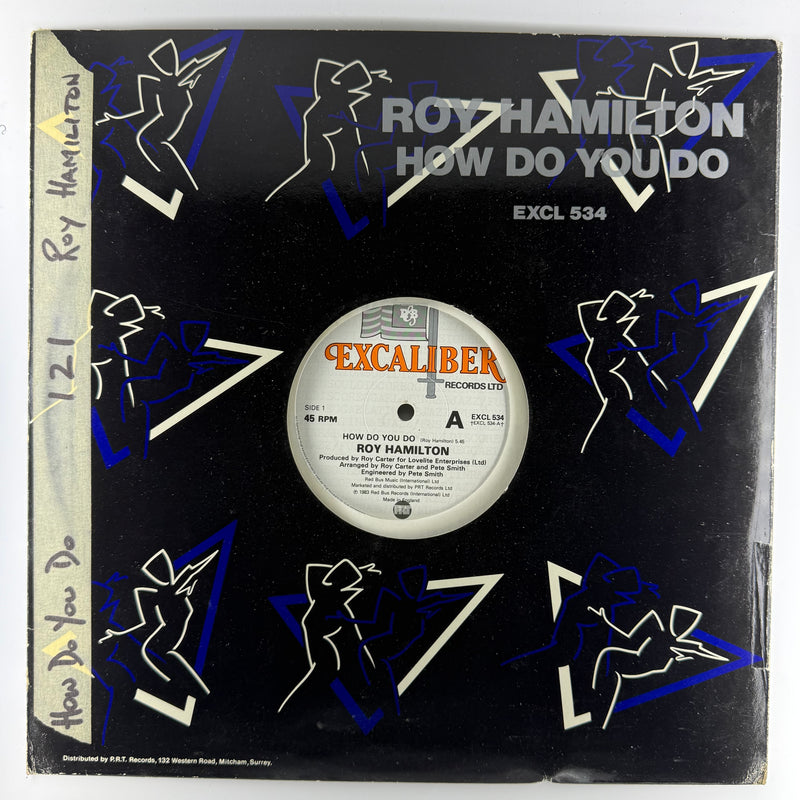 ROY HAMILTON
HOW DO YOU DO
EXCL 534
How Do You Do 121 Roy HAMILITON
EXCALIBER
RECORDS LTD
SIDE 1
45 RPM
A
EXCL 534
†EXCL 534-A†
HOW DO YOU DO (Roy Hamilton) 5.45
ROY HAMILTON
Produced by Roy Carter for Lovelite Enterprises (Ltd)
Arranged by Roy Carter and Pete Smith
Engineered by Pete Smith
Red Bus Music (International) Ltd
Marketed and distributed by PRT Records Ltd
℗ 1983 Red Bus Records (International) Ltd
Made in England
Distributed by P.R.T. Records, 132 Western Road, Mitcham, Surrey.